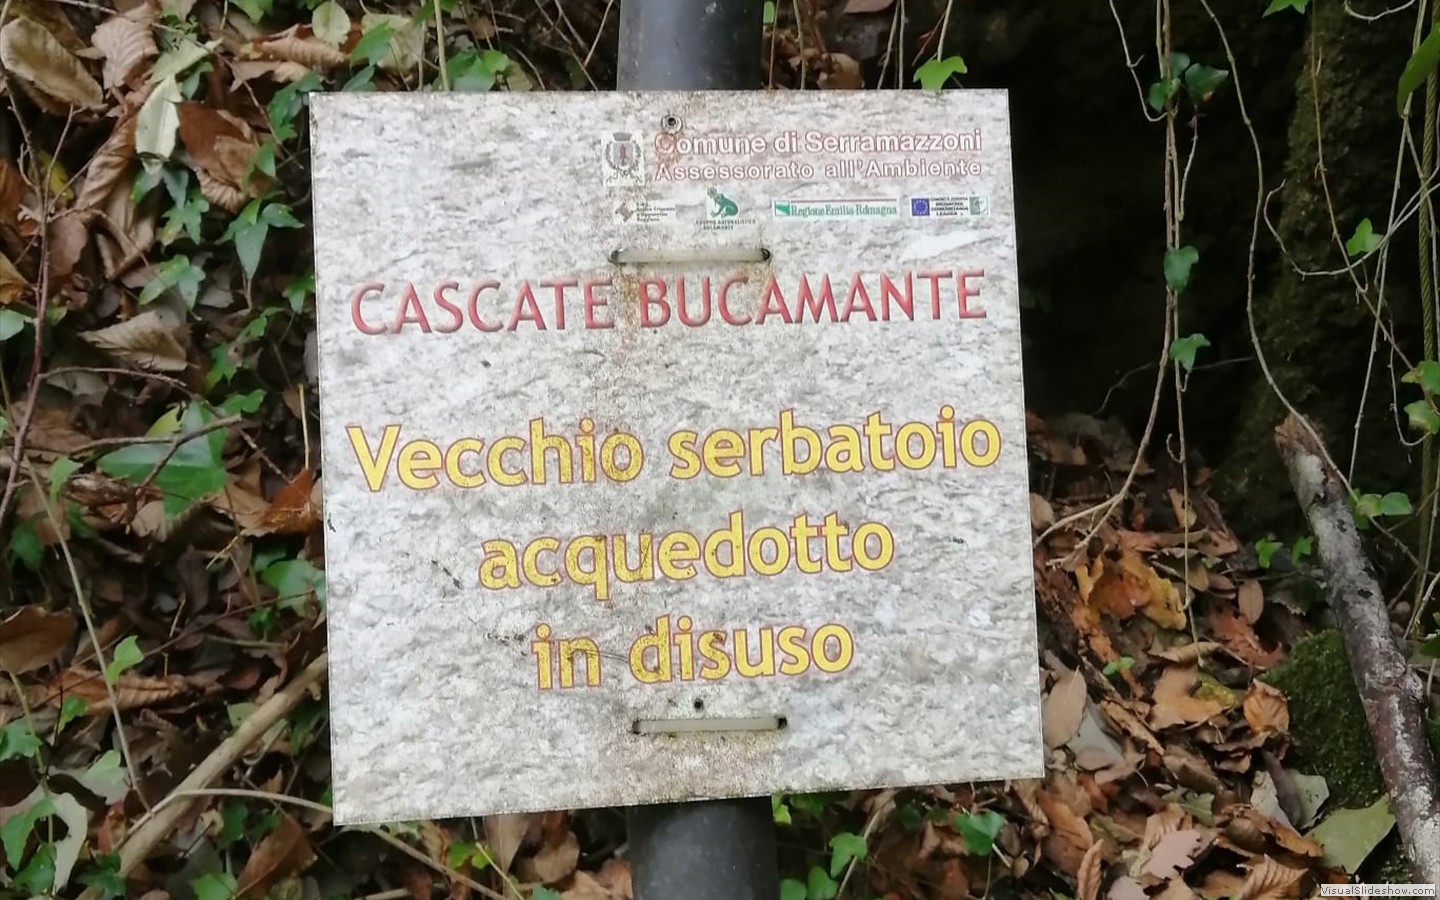 Comune di Serramazzoni
Assessorato all'Ambiente
Regione Emilia-Romagna
CASCATE BUCAMANTE
Vecchio serbatoio
acquedotto
in disuso
VisualSlideshow.com